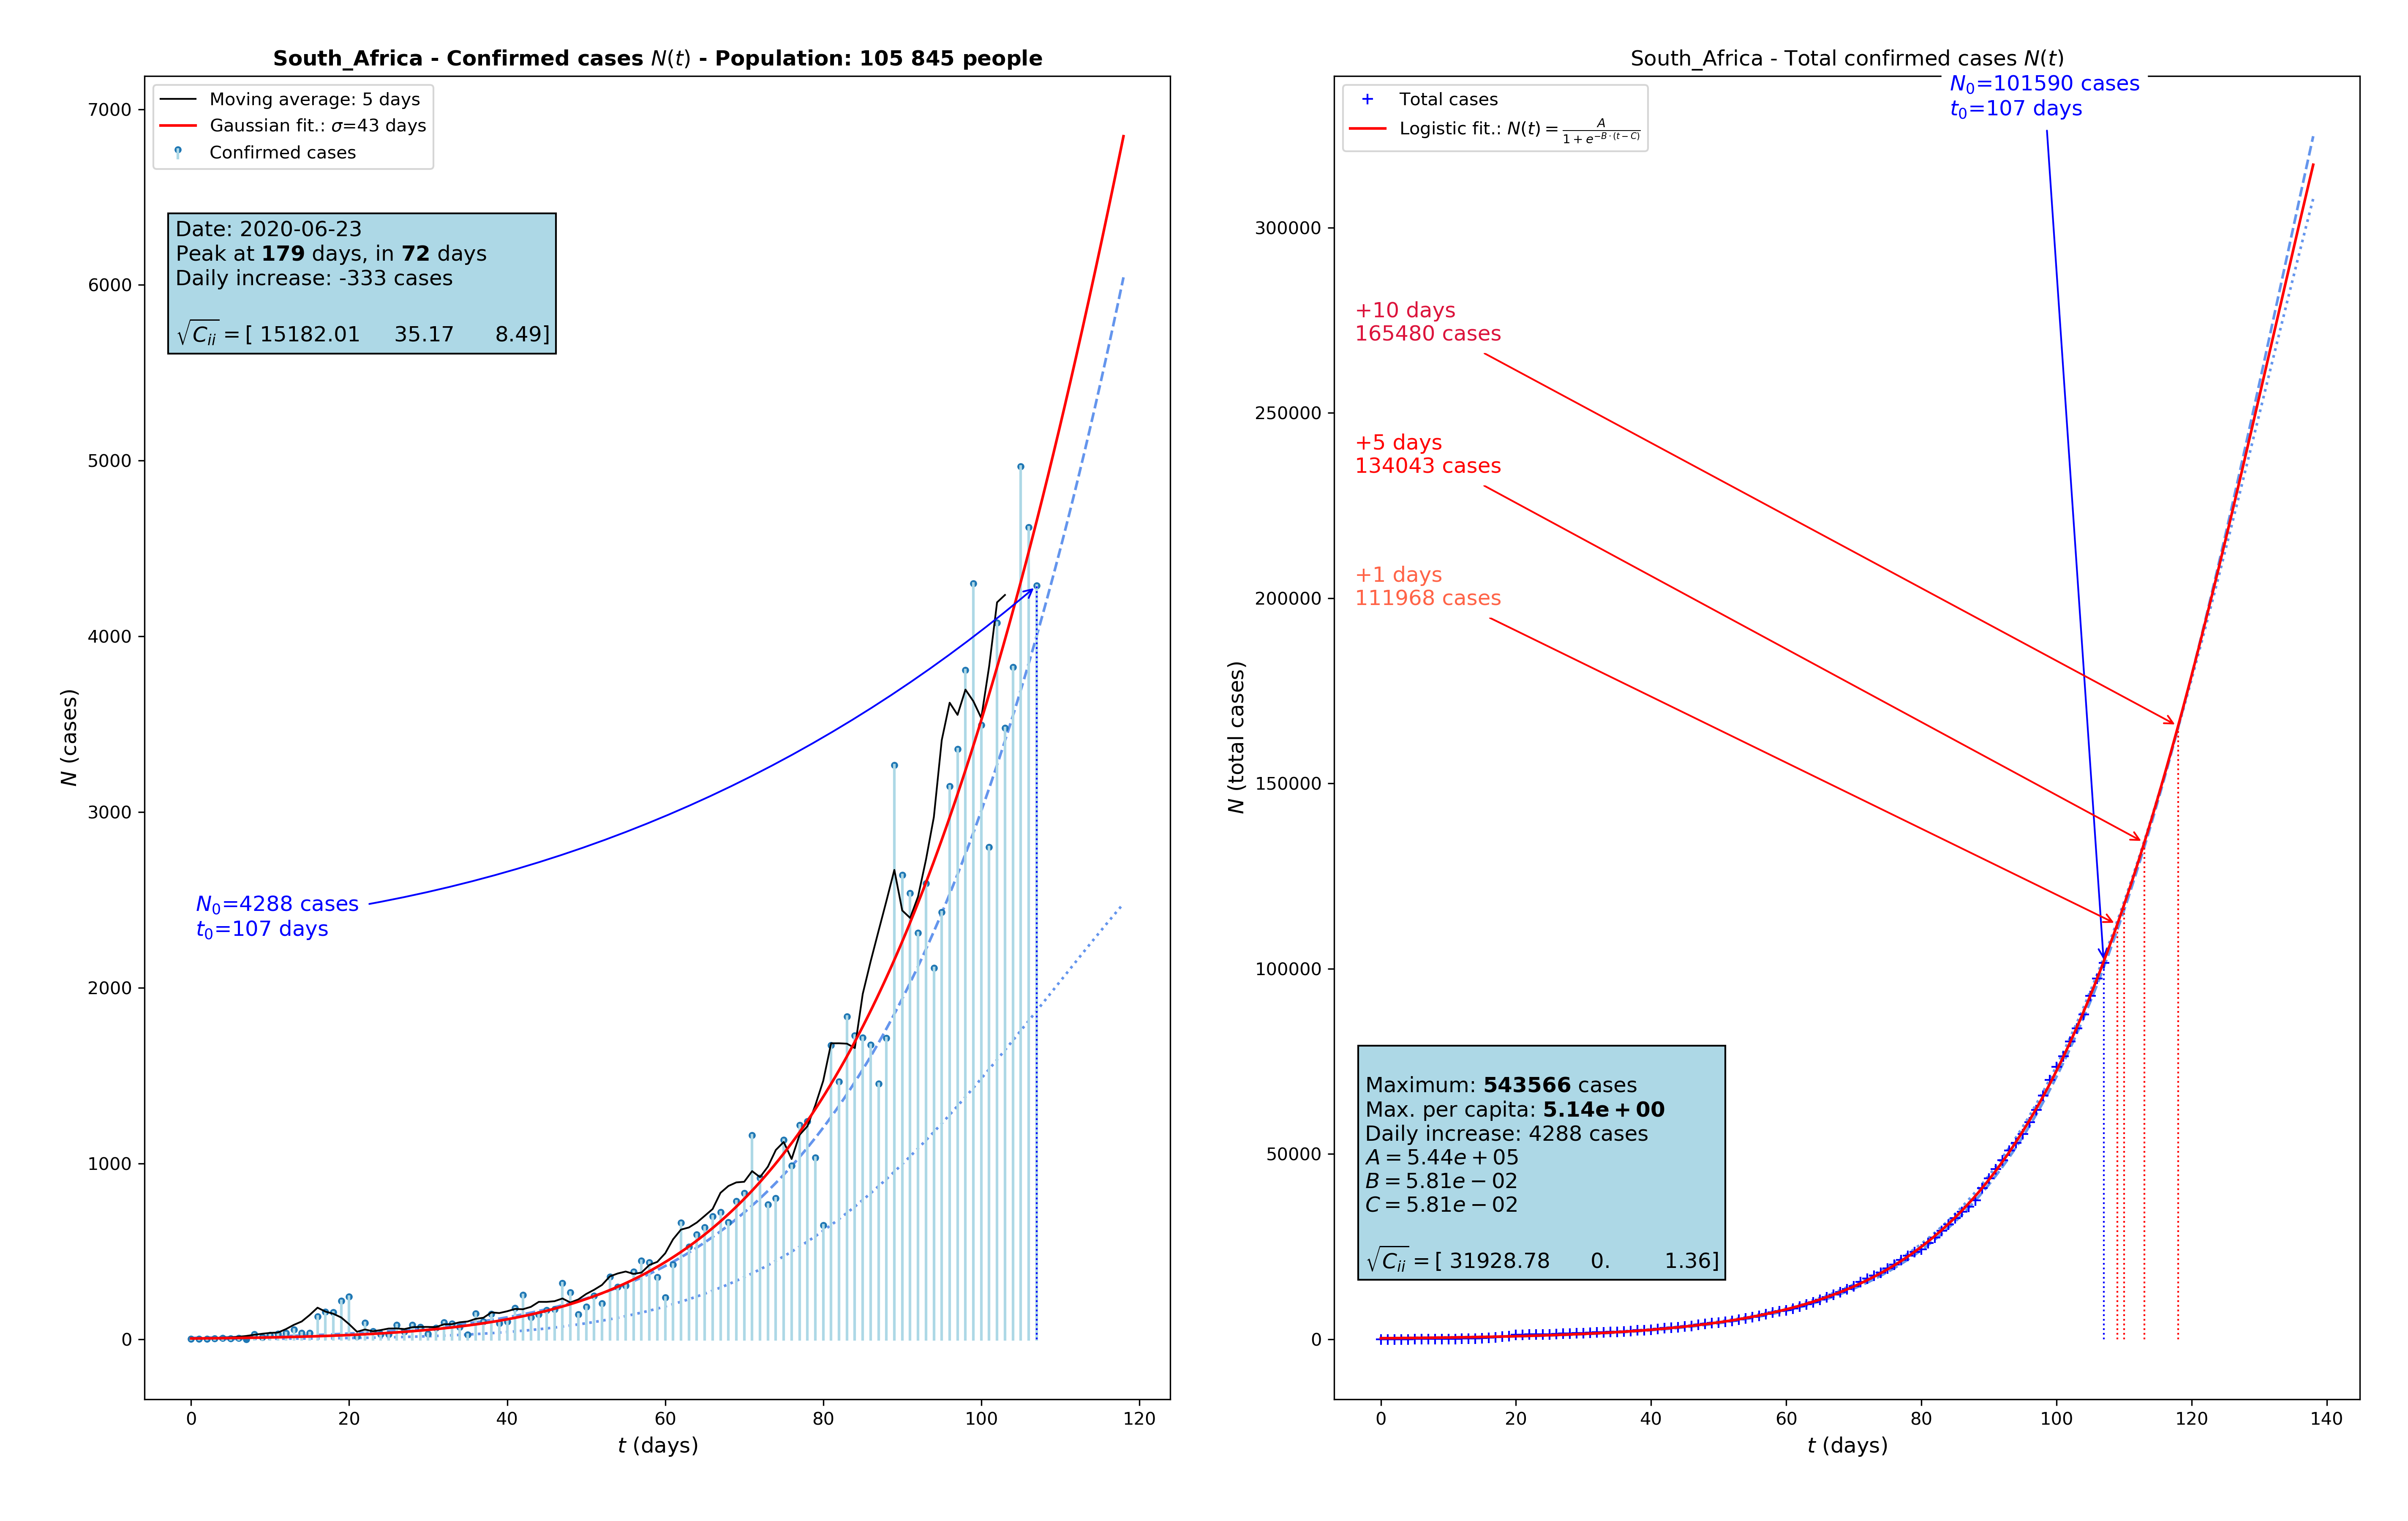 South_Africa - Confirmed cases N(t) - Population: 105 845 people
Moving average: 5 days
Gaussian fit.: σ=43 days
Confirmed cases
Date: 2020-06-23
Peak at 179 days, in 72 days
Daily increase: -333 cases
√C_ii = [ 15182.01 35.17 8.49]
N_0=4288 cases
t_0=107 days
7000
6000
5000
4000
3000
2000
1000
0
N (cases)
0 20 40 60 80 100 120
t (days)
South_Africa - Total confirmed cases N(t)
N_0=101590 cases
t_0=107 days
Total cases
Logistic fit.: N(t) = A / (1 + e^{−B·(t−C)})
+10 days
165480 cases
+5 days
134043 cases
+1 days
111968 cases
Maximum: 543566 cases
Max. per capita: 5.14e + 00
Daily increase: 4288 cases
A = 5.44e + 05
B = 5.81e − 02
C = 5.81e − 02
√C_ii = [ 31928.78 0. 1.36]
300000
250000
200000
150000
100000
50000
0
N (total cases)
0 20 40 60 80 100 120 140
t (days)